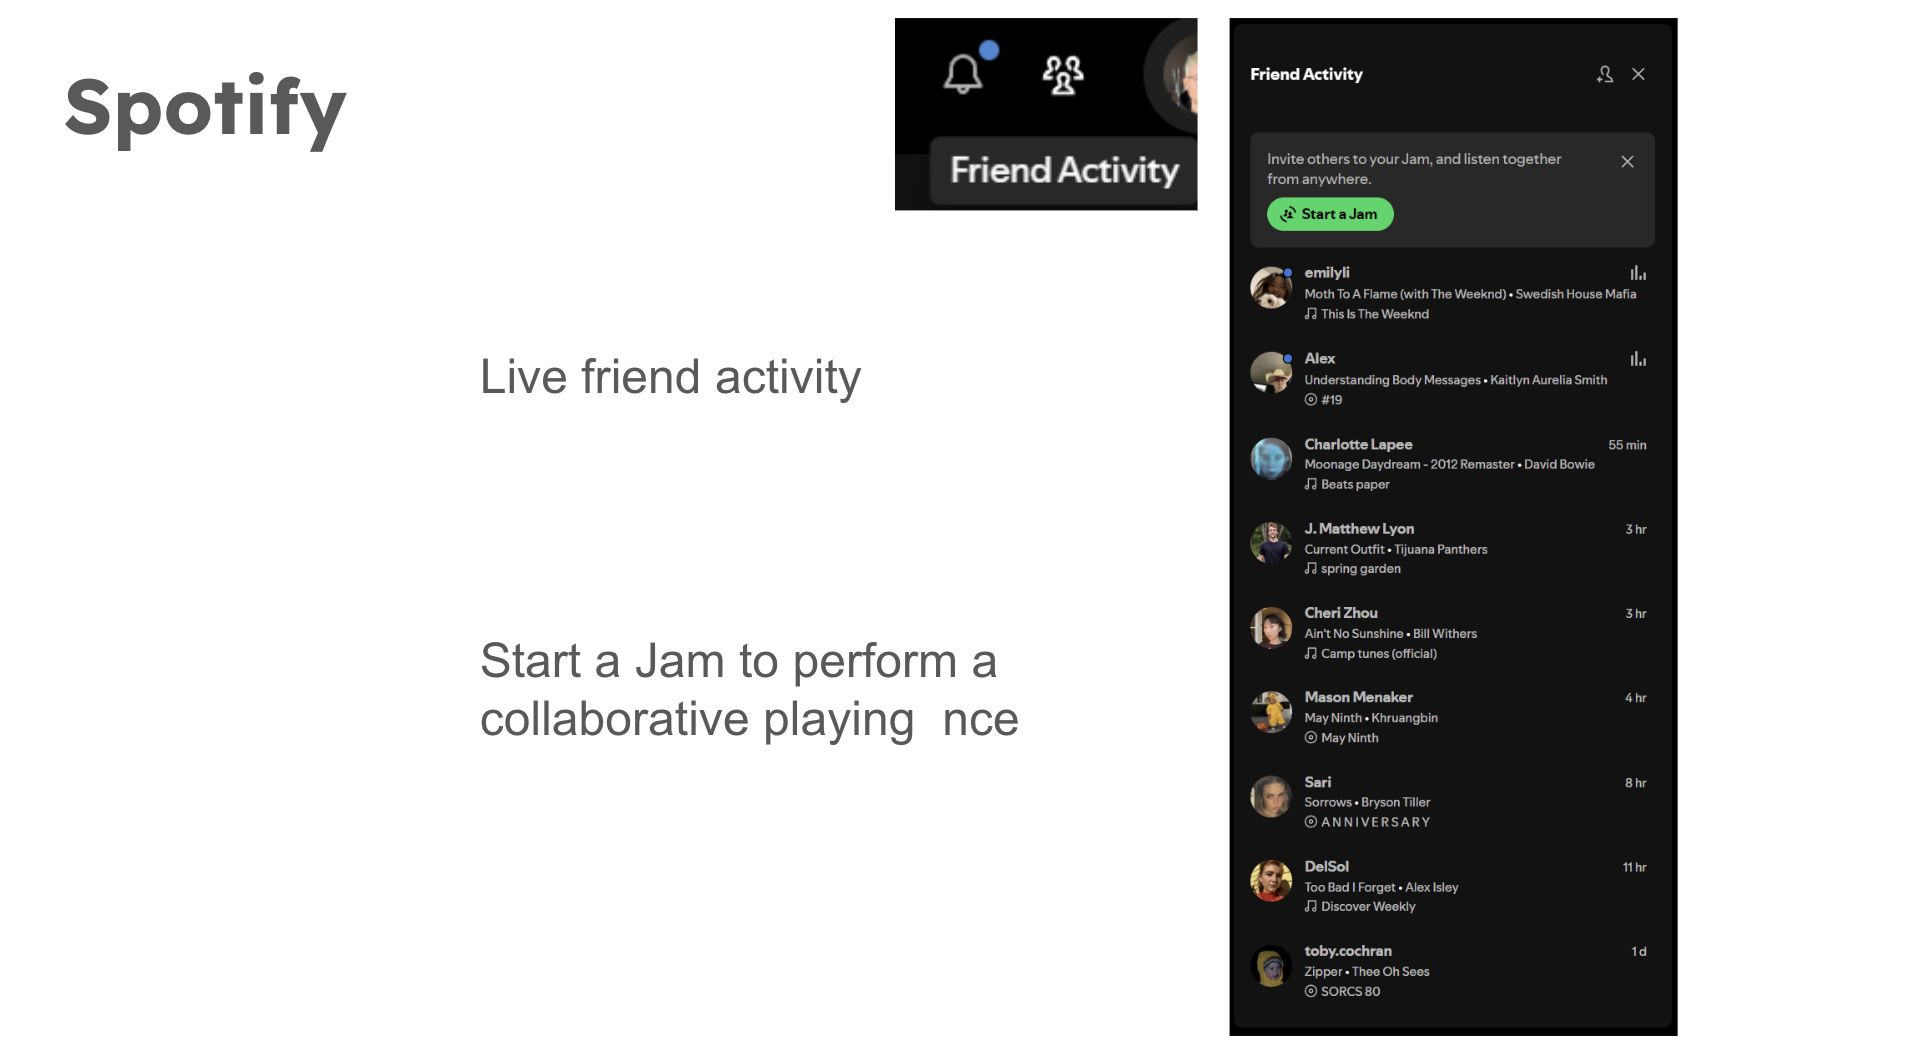 Spotify
Friend Activity
Live friend activity
Start a Jam to perform a
collaborative playing  nce
Friend Activity
Invite others to your Jam, and listen together
from anywhere.
Start a Jam
emilyli
Moth To A Flame (with The Weeknd) • Swedish House Mafia
This Is The Weeknd
Alex
Understanding Body Messages • Kaitlyn Aurelia Smith
#19
Charlotte Lapee 55 min
Moonage Daydream - 2012 Remaster • David Bowie
Beats paper
J. Matthew Lyon 3 hr
Current Outfit • Tijuana Panthers
spring garden
Cheri Zhou 3 hr
Ain't No Sunshine • Bill Withers
Camp tunes (official)
Mason Menaker 4 hr
May Ninth • Khruangbin
May Ninth
Sari 8 hr
Sorrows • Bryson Tiller
A N N I V E R S A R Y
DelSol 11 hr
Too Bad I Forget • Alex Isley
Discover Weekly
toby.cochran 1 d
Zipper • Thee Oh Sees
SORCS 80